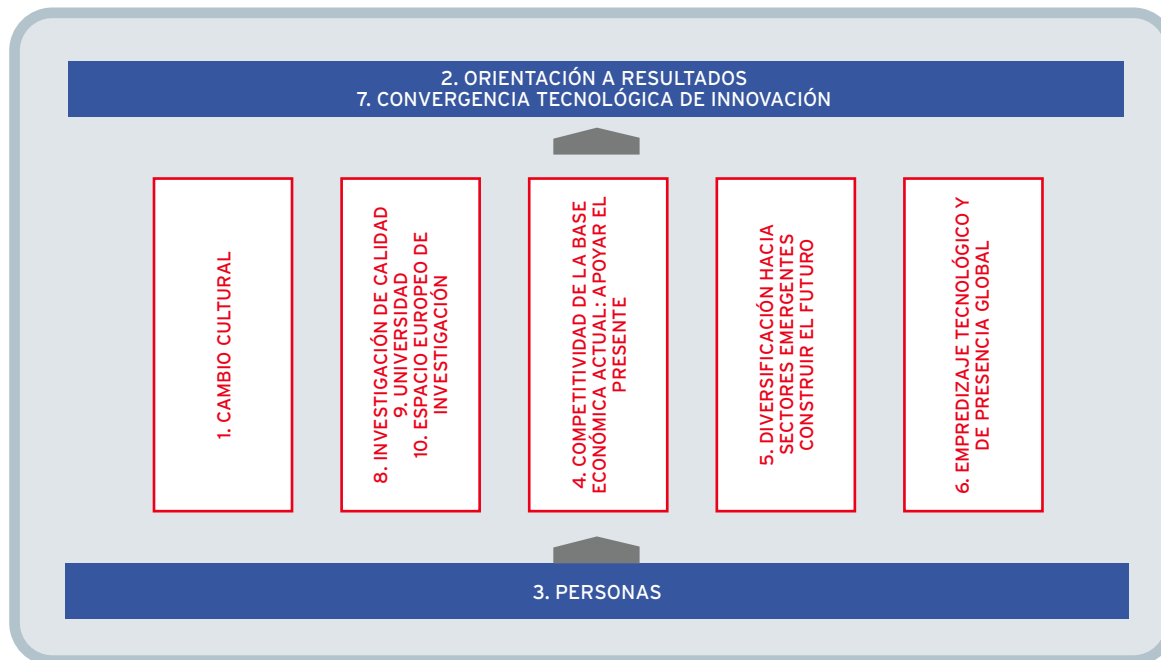 2. ORIENTACIÓN A RESULTADOS
7. CONVERGENCIA TECNOLÓGICA DE INNOVACIÓN
1. CAMBIO CULTURAL
8. INVESTIGACIÓN DE CALIDAD
9. UNIVERSIDAD
10. ESPACIO EUROPEO DE
INVESTIGACIÓN
4. COMPETITIVIDAD DE LA BASE
ECONÓMICA ACTUAL: APOYAR EL
PRESENTE
5. DIVERSIFICACIÓN HACIA
SECTORES EMERGENTES
CONSTRUIR EL FUTURO
6. EMPREDIZAJE TECNOLÓGICO Y
DE PRESENCIA GLOBAL
3. PERSONAS